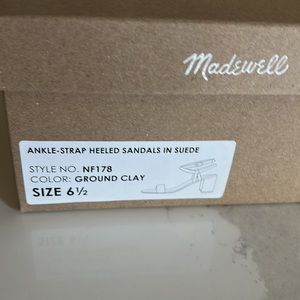 Madewell
ANKLE-STRAP HEELED SANDALS IN SUEDE
STYLE NO. NF178
COLOR: GROUND CLAY
SIZE 6½